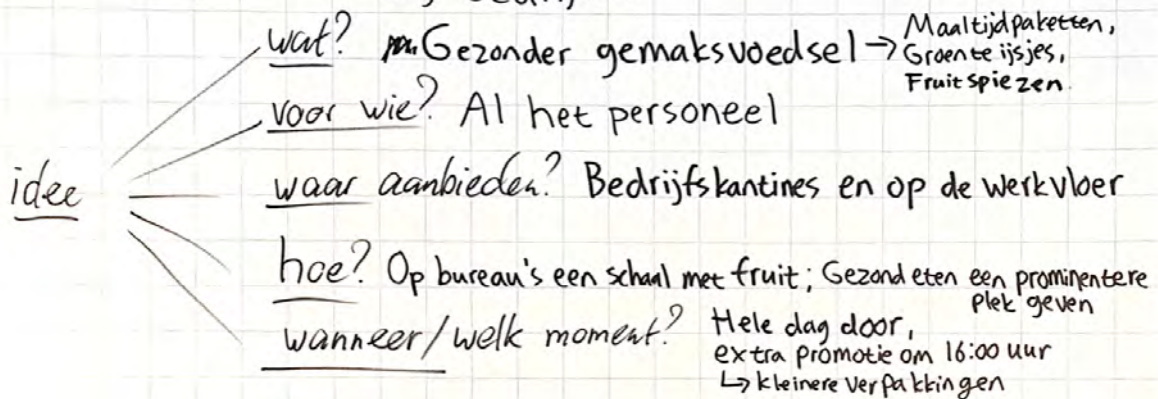 wat? Gezonder gemaksvoedsel → Maaltijdpaketten,
Groente ijsjes,
Fruitspiezen.
voor wie? Al het personeel
idee
waar aanbieden? Bedrijfskantines en op de werkvloer
hoe? Op bureau's een schaal met fruit; Gezond eten een prominentere
plek geven
wanneer/welk moment? Hele dag door,
extra promotie om 16:00 uur
↳ kleinere verpakkingen